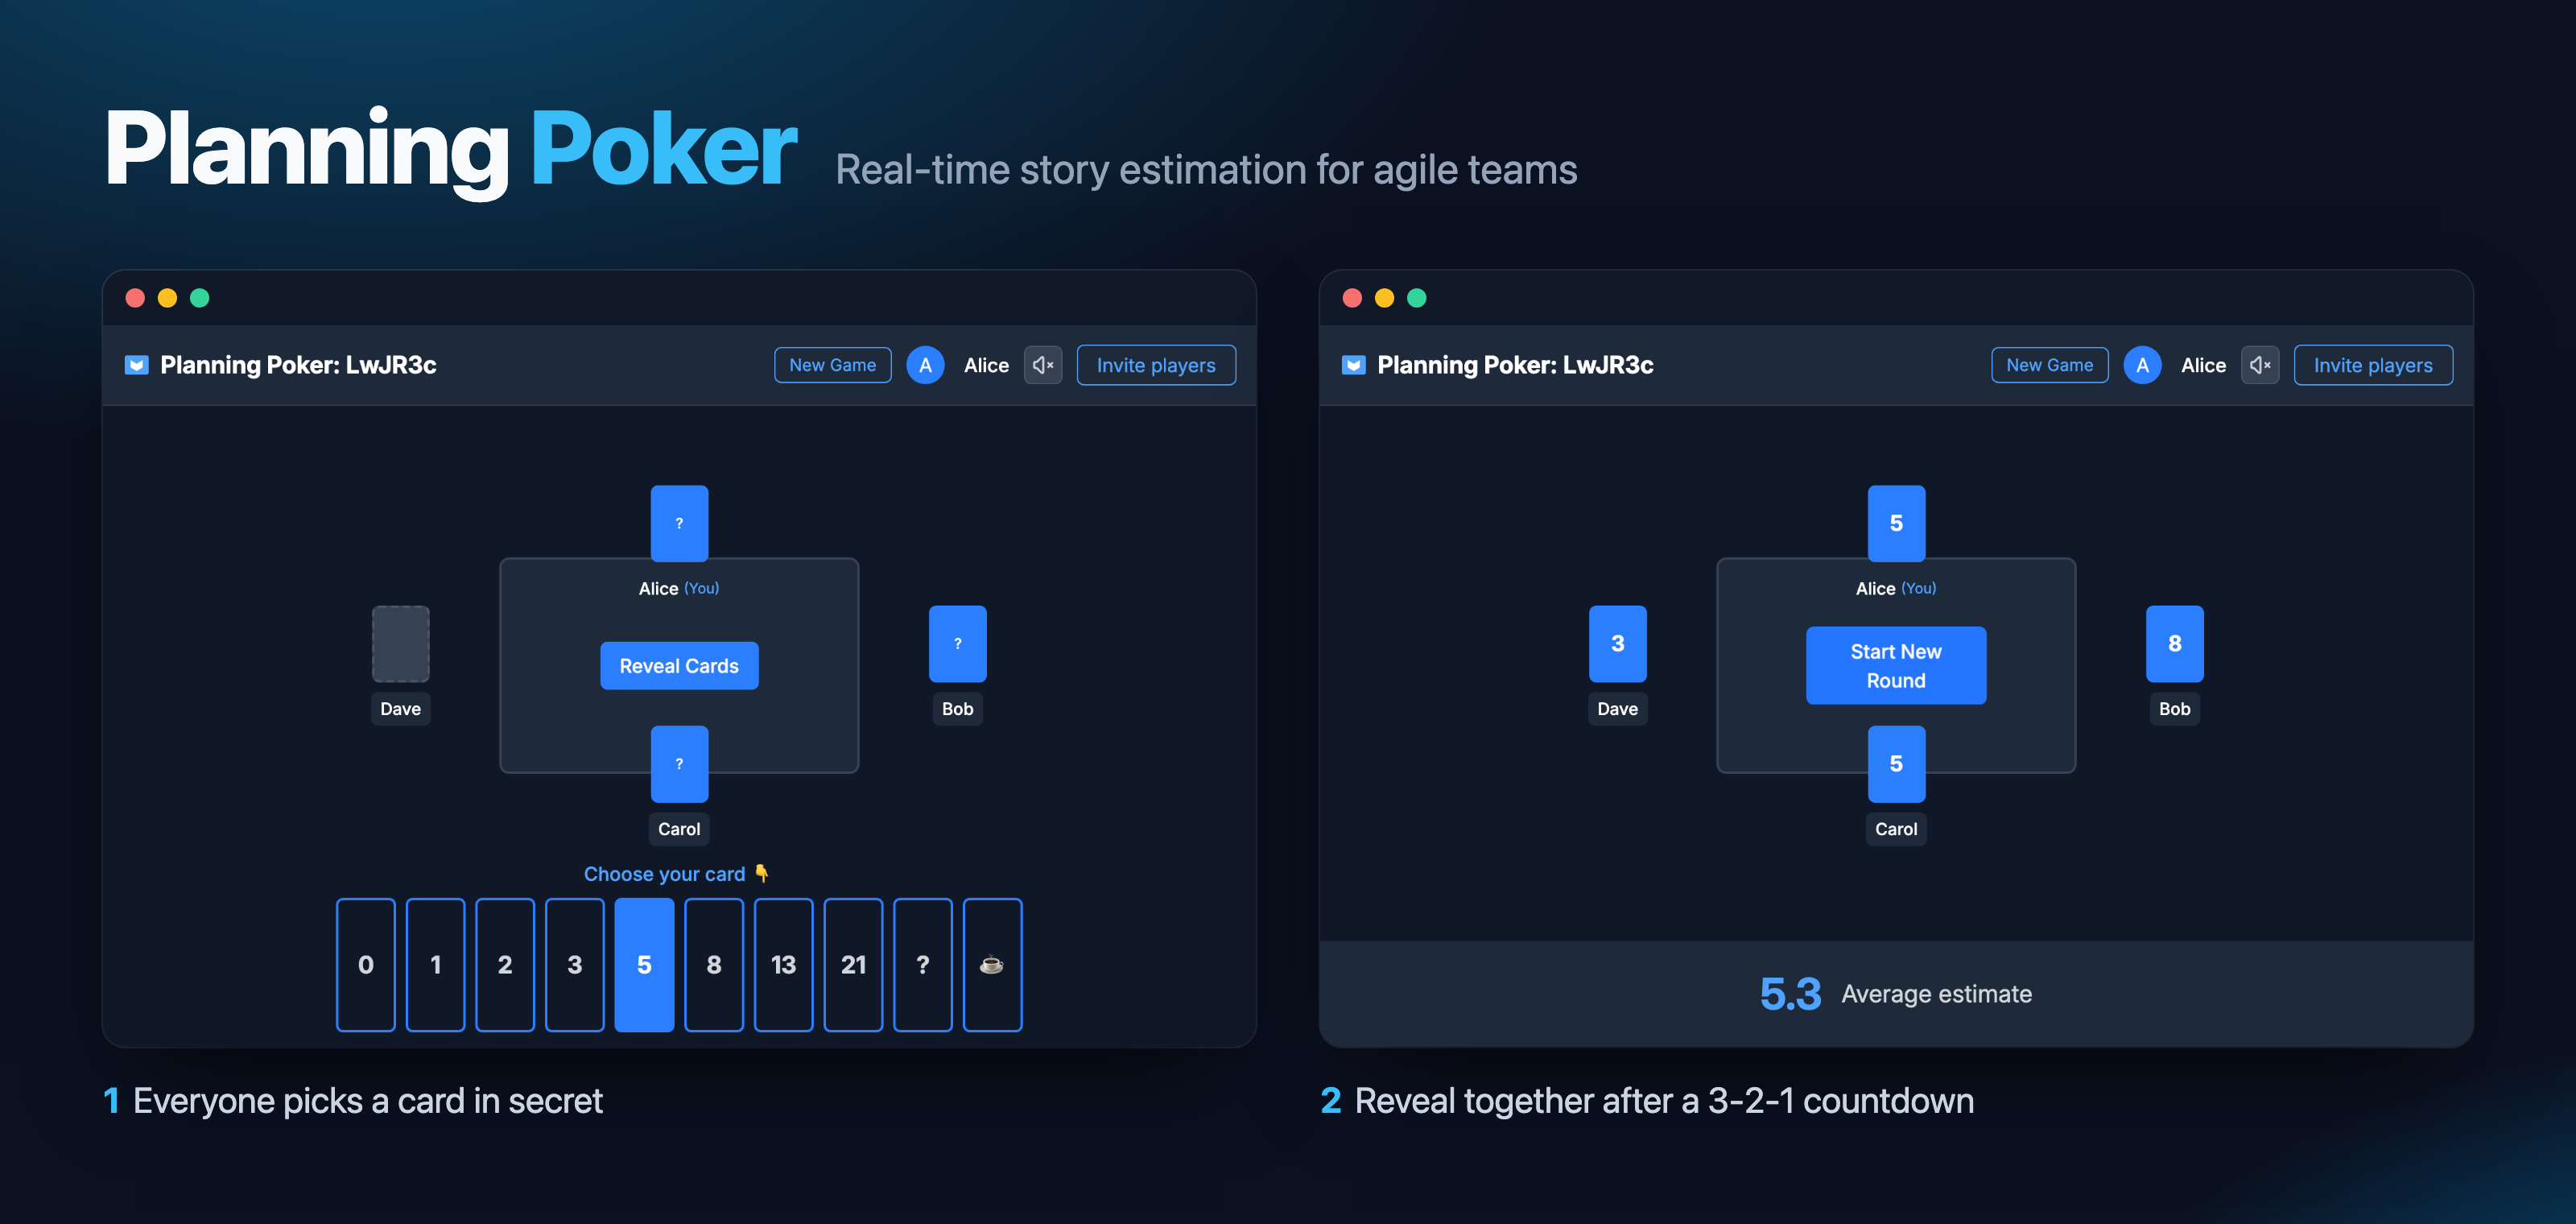 Planning Poker Real-time story estimation for agile teams
Planning Poker: LwJR3c New Game A Alice Invite players
?
Alice (You)
Reveal Cards
Dave
?
Bob
?
Carol
Choose your card 👇
0 1 2 3 5 8 13 21 ? ☕
1 Everyone picks a card in secret
Planning Poker: LwJR3c New Game A Alice Invite players
5
Alice (You)
3
Dave
Start New
Round
8
Bob
5
Carol
5.3 Average estimate
2 Reveal together after a 3-2-1 countdown